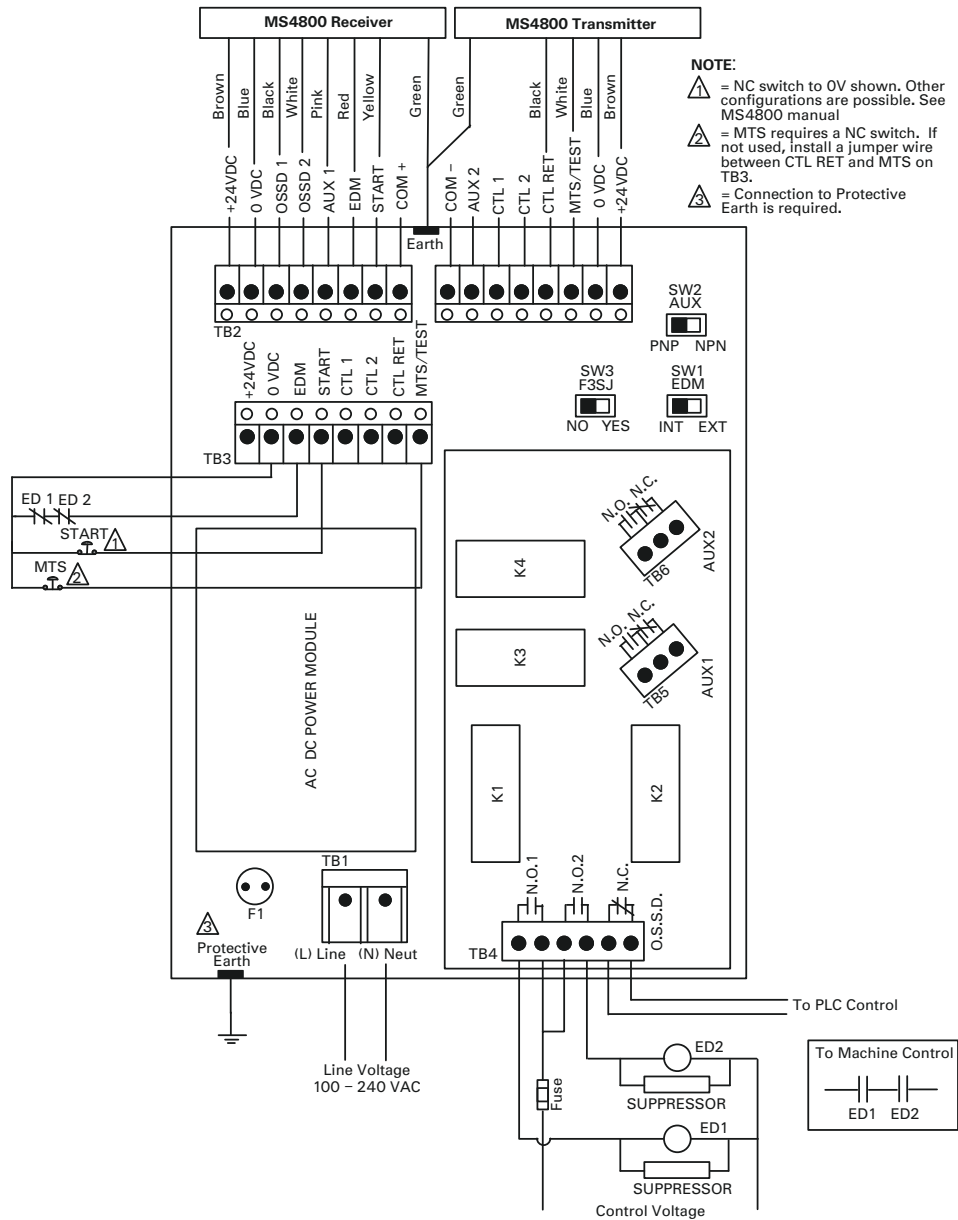 MS4800 Receiver
MS4800 Transmitter
Brown
Blue
Black
White
Pink
Red
Yellow
Green
Green
Black
White
Blue
Brown
+24VDC
0 VDC
OSSD 1
OSSD 2
AUX 1
EDM
START
COM +
COM –
AUX 2
CTL 1
CTL 2
CTL RET
MTS/TEST
0 VDC
+24VDC
NOTE:
1 = NC switch to 0V shown. Other
configurations are possible. See
MS4800 manual
2 = MTS requires a NC switch. If
not used, install a jumper wire
between CTL RET and MTS on
TB3.
3 = Connection to Protective
Earth is required.
Earth
TB2
SW2
AUX
PNP NPN
SW3
F3SJ
NO YES
SW1
EDM
INT EXT
+24VDC
0 VDC
EDM
START
CTL 1
CTL 2
CTL RET
MTS/TEST
TB3
ED 1 ED 2
START 1
MTS 2
AC DC POWER MODULE
K4
K3
K1
K2
N.O. N.C.
TB6
AUX2
N.O. N.C.
TB5
AUX1
F1
TB1
(L) Line (N) Neut
3
Protective
Earth
Line Voltage
100 – 240 VAC
N.O.1
N.O.2
N.C.
O.S.S.D.
TB4
To PLC Control
Fuse
ED2
SUPPRESSOR
ED1
SUPPRESSOR
Control Voltage
To Machine Control
ED1 ED2